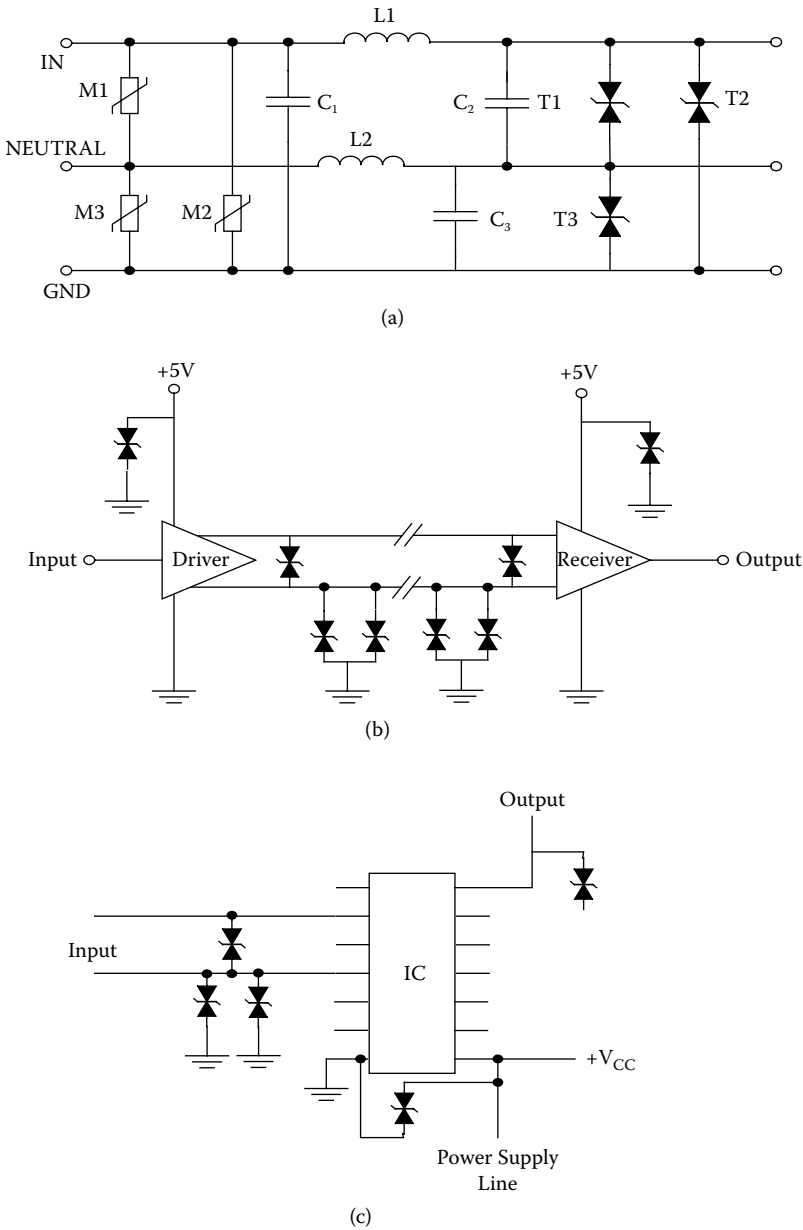 L1
IN
M1
C₁
C₂
T1
T2
NEUTRAL
L2
M3
M2
C₃
T3
GND
(a)
+5V
+5V
Input
Driver
Receiver
Output
(b)
Output
Input
IC
+V_CC
Power Supply
Line
(c)